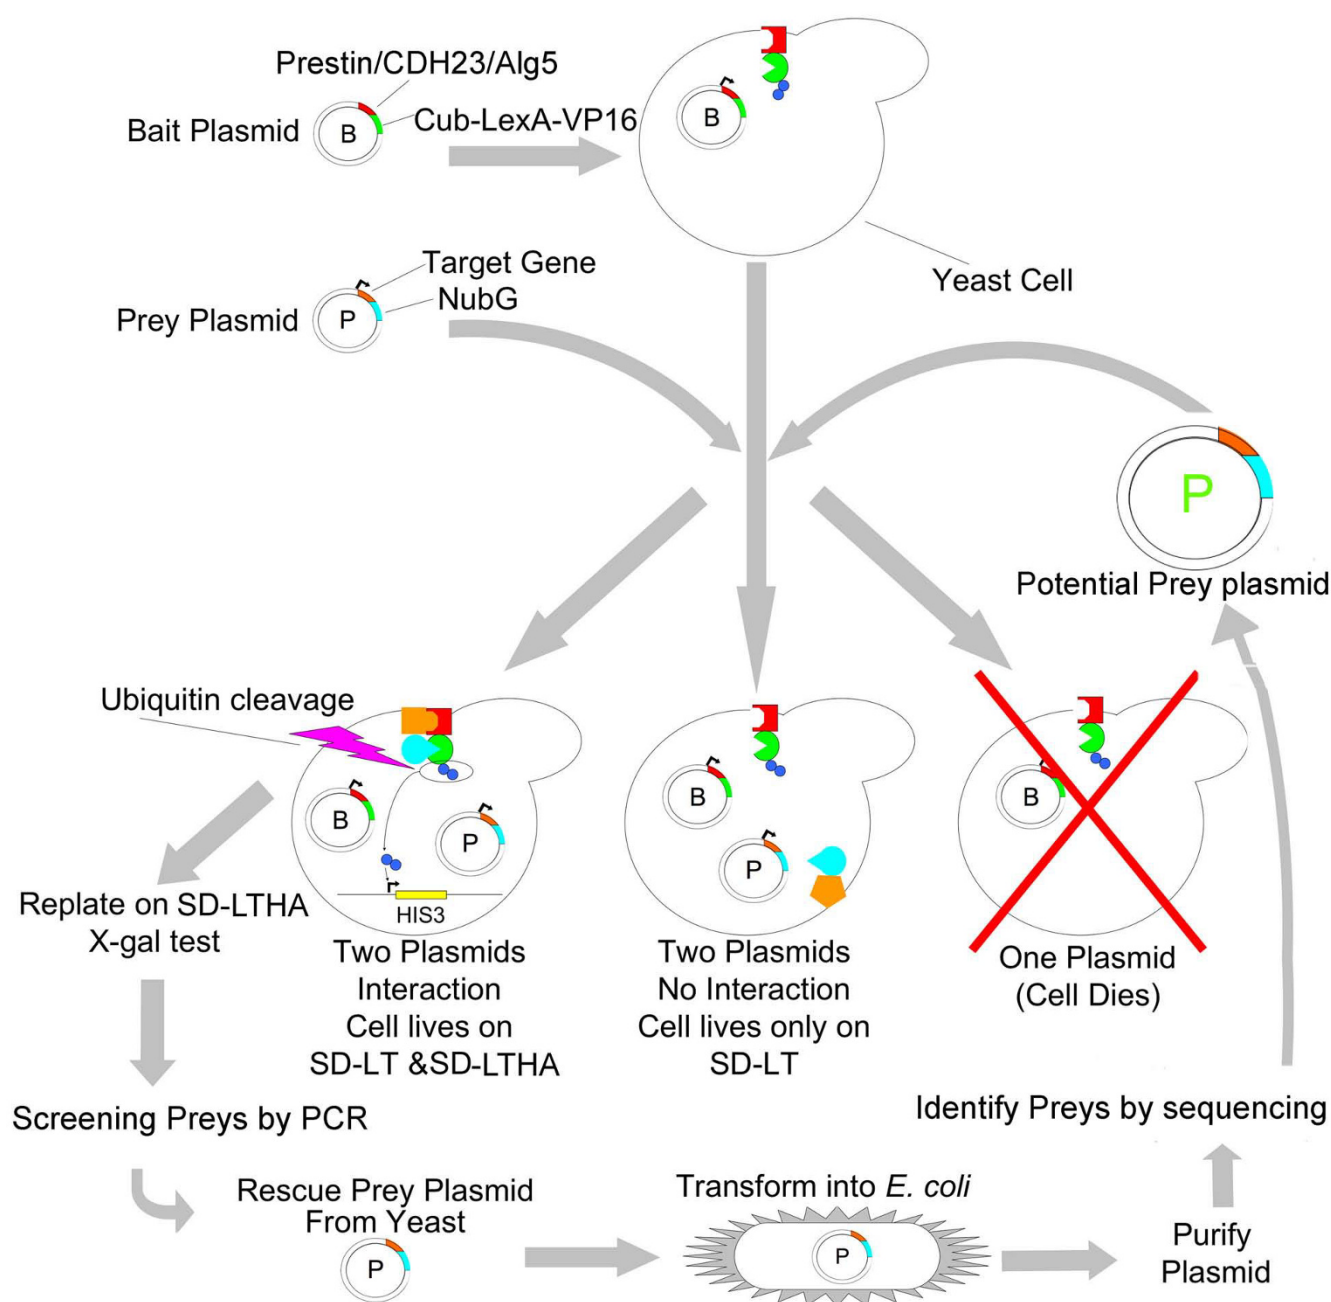 Prestin/CDH23/Alg5
Bait Plasmid
B
Cub-LexA-VP16
B
Yeast Cell
Target Gene
NubG
Prey Plasmid
P
P
Potential Prey plasmid
Ubiquitin cleavage
B
P
HIS3
Two Plasmids
Interaction
Cell lives on
SD-LT &SD-LTHA
B
P
Two Plasmids
No Interaction
Cell lives only on
SD-LT
B
One Plasmid
(Cell Dies)
Replate on SD-LTHA
X-gal test
Screening Preys by PCR
Rescue Prey Plasmid
From Yeast
P
Transform into E. coli
P
Purify
Plasmid
Identify Preys by sequencing